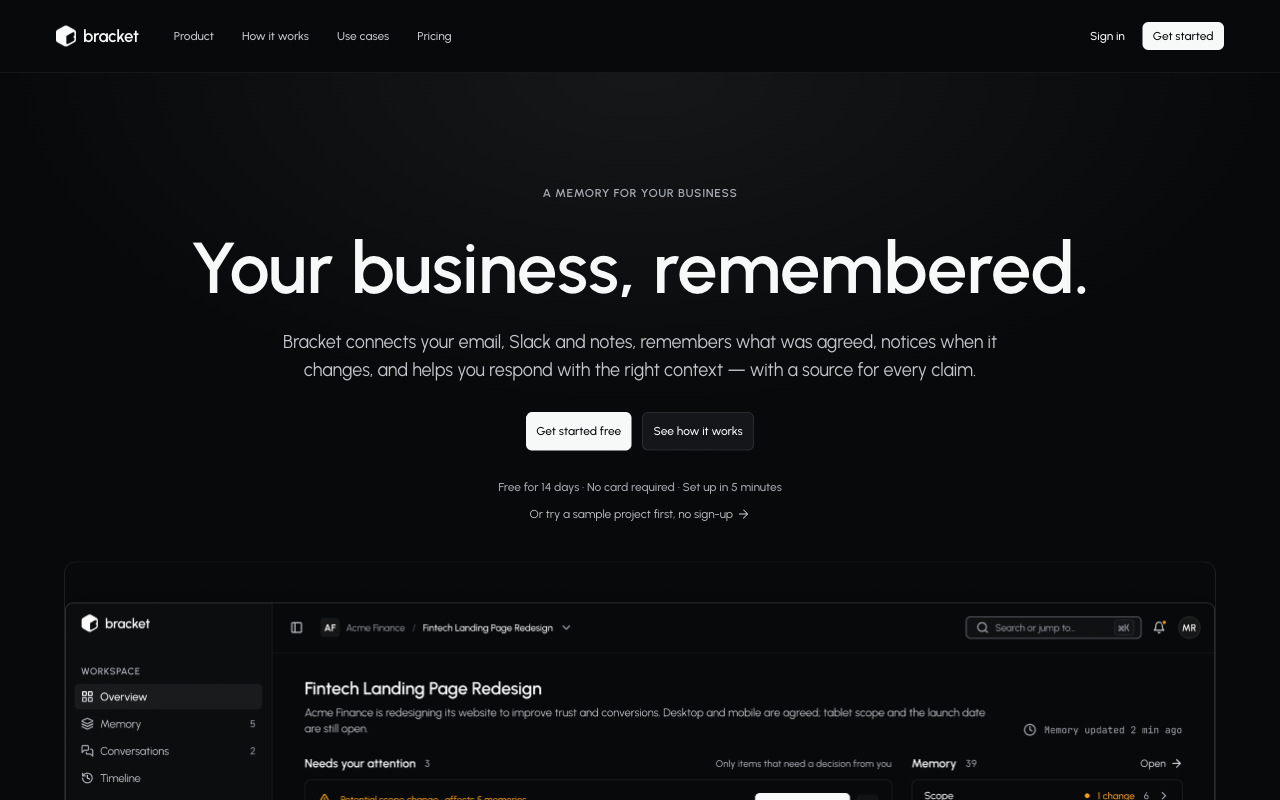 bracket
Product
How it works
Use cases
Pricing
Sign in
Get started
A MEMORY FOR YOUR BUSINESS
Your business, remembered.
Bracket connects your email, Slack and notes, remembers what was agreed, notices when it
changes, and helps you respond with the right context — with a source for every claim.
Get started free
See how it works
Free for 14 days · No card required · Set up in 5 minutes
Or try a sample project first, no sign-up →
bracket
AF Acme Finance / Fintech Landing Page Redesign
Search or jump to...
⌘K
MR
WORKSPACE
Overview
Memory 5
Conversations 2
Timeline
Fintech Landing Page Redesign
Acme Finance is redesigning its website to improve trust and conversions. Desktop and mobile are agreed; tablet scope and the launch date
are still open.
Memory updated 2 min ago
Needs your attention 3
Only items that need a decision from you
Memory 39
Open →
Potential scope change, affects 5 memories
Scope
1 change 6